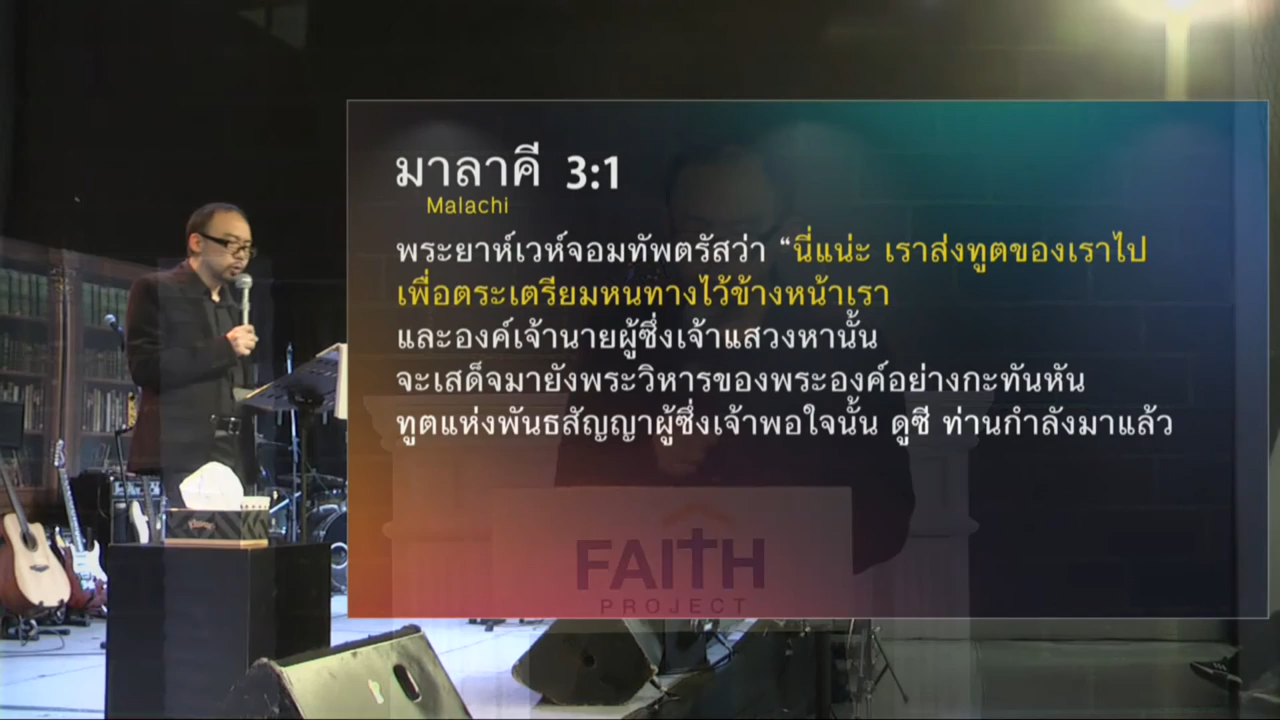 มาลาคี 3:1
Malachi
พระยาห์เวห์จอมทัพตรัสว่า “นี่แน่ะ เราส่งทูตของเราไป
เพื่อตระเตรียมหนทางไว้ข้างหน้าเรา
และองค์เจ้านายผู้ซึ่งเจ้าแสวงหานั้น
จะเสด็จมายังพระวิหารของพระองค์อย่างกะทันหัน
ทูตแห่งพันธสัญญาผู้ซึ่งเจ้าพอใจนั้น ดูซี ท่านกำลังมาแล้ว
FAITH
PROJECT